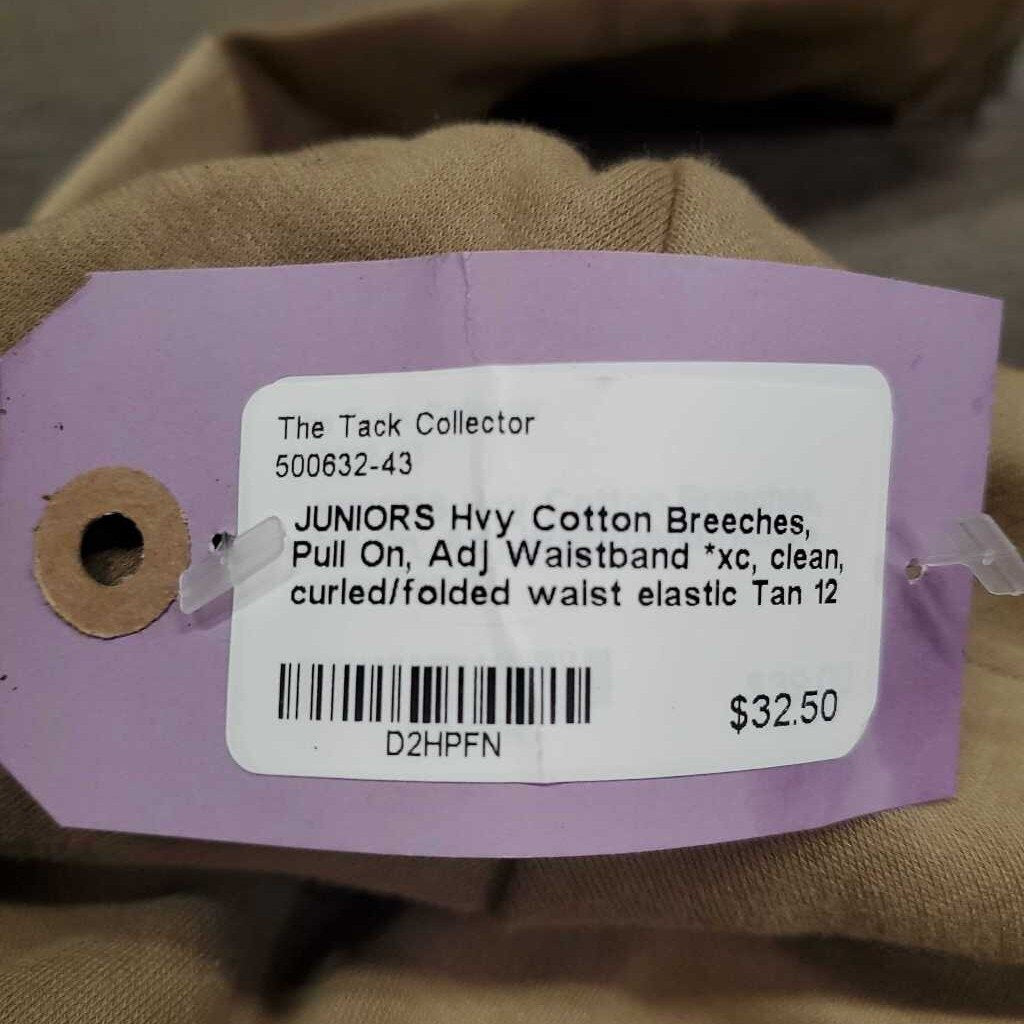 The Tack Collector
500632-43
JUNIORS Hvy Cotton Breeches,
Pull On, Adj Waistband *xc, clean,
curled/folded waist elastic Tan 12
D2HPFN
$32.50